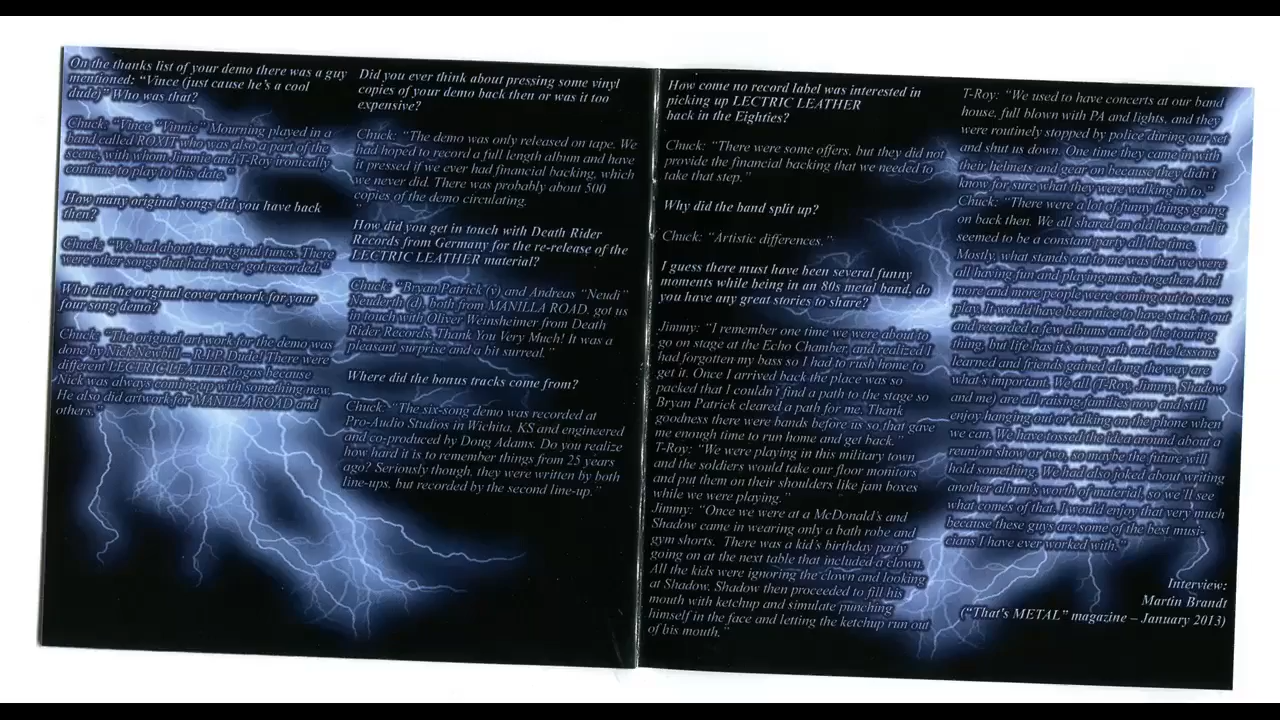 On the thanks list of your demo there was a guy
mentioned: “Vince (just cause he's a cool
dude)” Who was that?
Chuck: “Vince “Vinnie” Mourning played in a
band called ROXIT who was also a part of the
scene, with whom Jimmie and T-Roy ironically
continue to play to this date.”
How many original songs did you have back
then?
Chuck: “We had about ten original tunes. There
were other songs that had never got recorded.”
Who did the original cover artwork for your
four-song demo?
Chuck: “The original art work for the demo was
done by Nick Newbill – R.I.P. Dude! There were
different LECTRIC LEATHER logos, because
Nick was always coming up with something new.
He also did artwork for MANILLA ROAD and
others.”
Did you ever think about pressing some vinyl
copies of your demo back then or was it too
expensive?
Chuck: “The demo was only released on tape. We
had hoped to record a full length album and have
it pressed if we ever had financial backing, which
we never did. There was probably about 500
copies of the demo circulating.
”
How did you get in touch with Death Rider
Records from Germany for the re-release of the
LECTRIC LEATHER material?
Chuck: “Bryan Patrick (v) and Andreas “Neudi”
Neuderth (d), both from MANILLA ROAD, got us
in touch with Oliver Weinsheimer from Death
Rider Records. Thank You Very Much! It was a
pleasant surprise and a bit surreal.”
Where did the bonus tracks come from?
Chuck: “The six-song demo was recorded at
Pro-Audio Studios in Wichita, KS and engineered
and co-produced by Doug Adams. Do you realize
how hard it is to remember things from 25 years
ago? Seriously though, they were written by both
line-ups, but recorded by the second line-up.”
How come no record label was interested in
picking up LECTRIC LEATHER
back in the Eighties?
Chuck: “There were some offers, but they did not
provide the financial backing that we needed to
take that step.”
Why did the band split up?
Chuck: “Artistic differences.”
I guess there must have been several funny
moments while being in an 80s metal band, do
you have any great stories to share?
Jimmy: “I remember one time we were about to
go on stage at the Echo Chamber, and realized I
had forgotten my bass so I had to rush home to
get it. Once I arrived back the place was so
packed that I couldn't find a path to the stage so
Bryan Patrick cleared a path for me. Thank
goodness there were bands before us so that gave
me enough time to run home and get back.”
T-Roy: “We were playing in this military town
and the soldiers would take our floor monitors
and put them on their shoulders like jam boxes
while we were playing.”
Jimmy: “Once we were at a McDonald's and
Shadow came in wearing only a bath robe and
gym shorts. There was a kid's birthday party
going on at the next table that included a clown.
All the kids were ignoring the clown and looking
at Shadow. Shadow then proceeded to fill his
mouth with ketchup and simulate punching
himself in the face and letting the ketchup run out
of his mouth.”
T-Roy: “We used to have concerts at our band
house, full blown with PA and lights, and they
were routinely stopped by police during our set
and shut us down. One time they came in with
their helmets and gear on because they didn't
know for sure what they were walking in to.”
Chuck: “There were a lot of funny things going
on back then. We all shared an old house and it
seemed to be a constant party all the time.
Mostly, what stands out to me was that we were
all having fun and playing music together. And
more and more people were coming out to see us
play. It would have been nice to have stuck it out
and recorded a few albums and do the touring
thing, but life has it's own path and the lessons
learned and friends gained along the way are
what's important. We all (T-Roy, Jimmy, Shadow
and me) are all raising families now and still
enjoy hanging out or talking on the phone when
we can. We have tossed the idea around about a
reunion show or two, so maybe the future will
hold something. We had also joked about writing
another album's worth of material, so we'll see
what comes of that. I would enjoy that very much
because these guys are some of the best musi-
cians I have ever worked with.”
Interview:
Martin Brandt
(“That's METAL” magazine – January 2013)